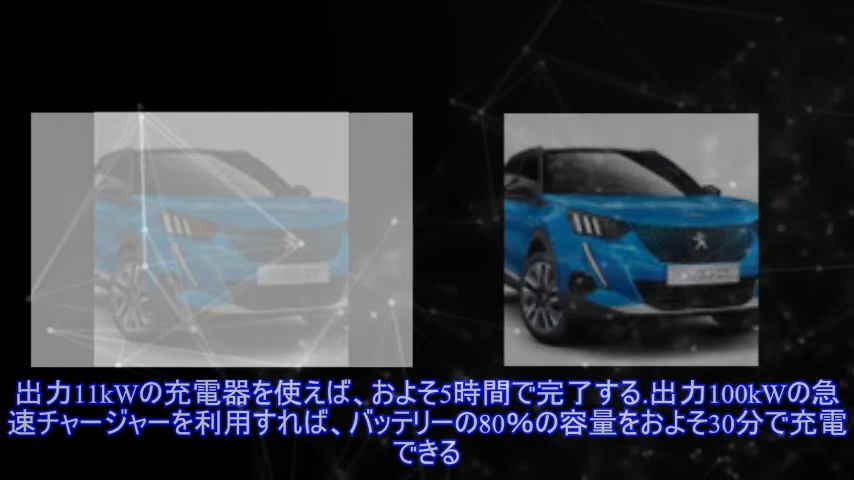 出力11kWの充電器を使えば、およそ5時間で完了する.出力100kWの急
速チャージャーを利用すれば、バッテリーの80％の容量をおよそ30分で充電
できる